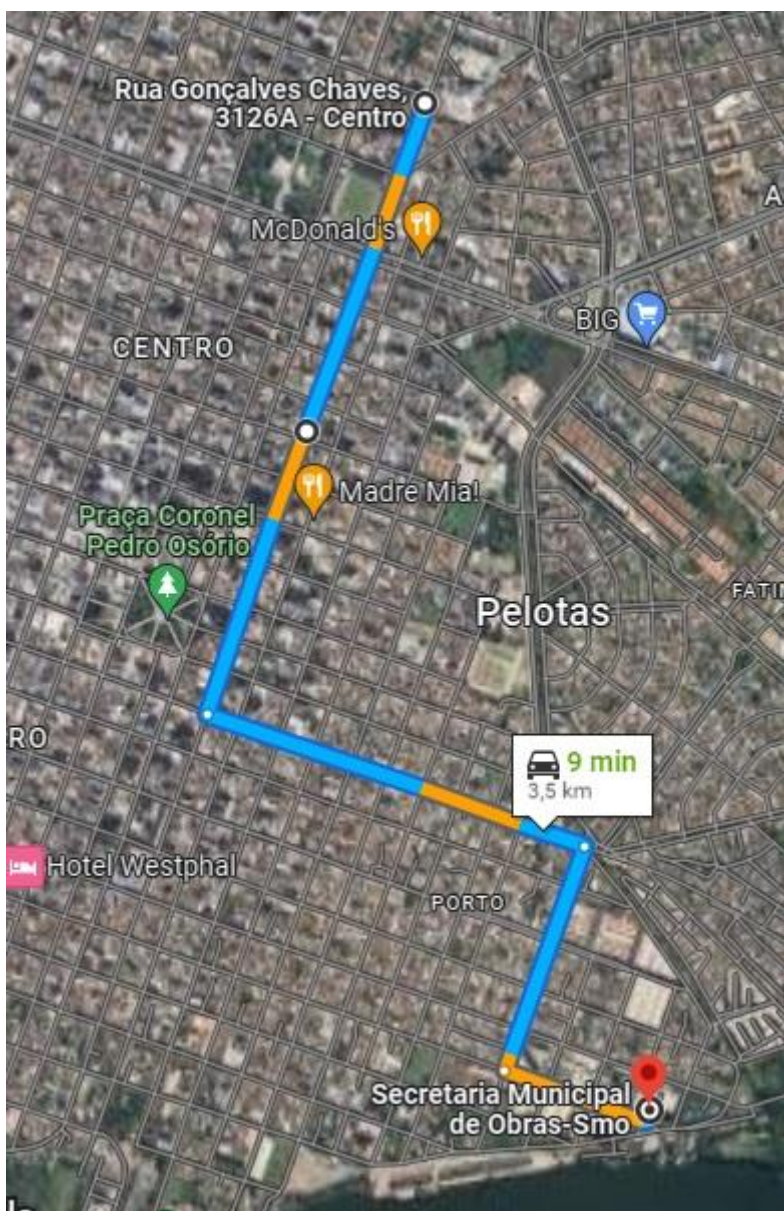 Rua Gonçalves Chaves,
3126A - Centro
A
McDonald's
BIG
CENTRO
Madre Mia!
Praça Coronel
Pedro Osório
FATIN
Pelotas
RO
9 min
3,5 km
Hotel Westphal
PORTO
Secretaria Municipal
de Obras-Smo